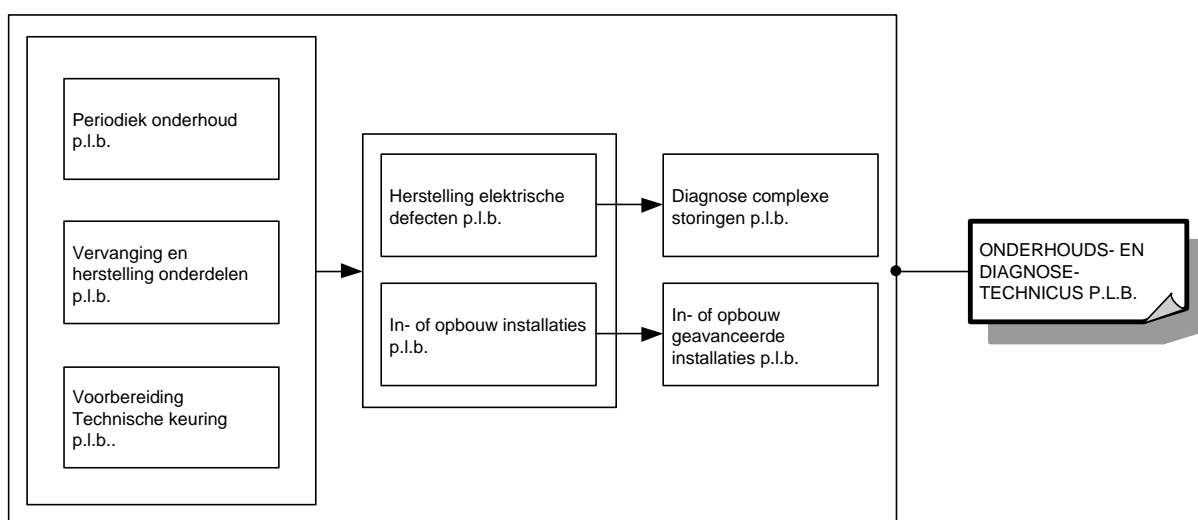 Periodiek onderhoud
p.l.b.
Vervanging en
herstelling onderdelen
p.l.b.
Voorbereiding
Technische keuring
p.l.b..
Herstelling elektrische
defecten p.l.b.
In- of opbouw installaties
p.l.b.
Diagnose complexe
storingen p.l.b.
In- of opbouw
geavanceerde
installaties p.l.b.
ONDERHOUDS- EN
DIAGNOSE-
TECHNICUS P.L.B.